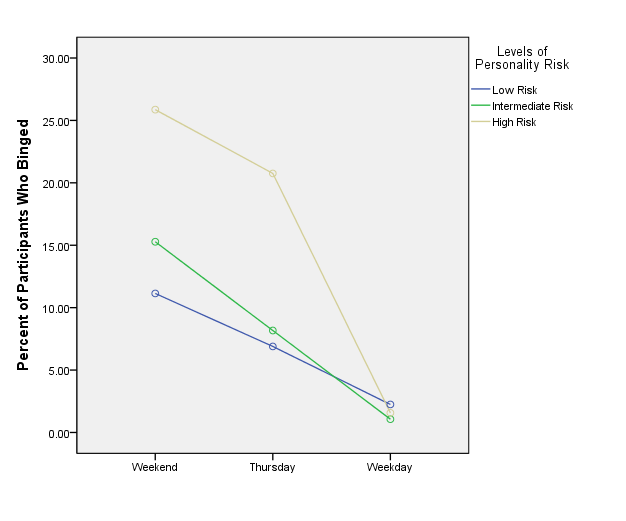 Percent of Participants Who Binged
30.00
25.00
20.00
15.00
10.00
5.00
0.00
Weekend
Thursday
Weekday
Levels of
Personality Risk
Low Risk
Intermediate Risk
High Risk